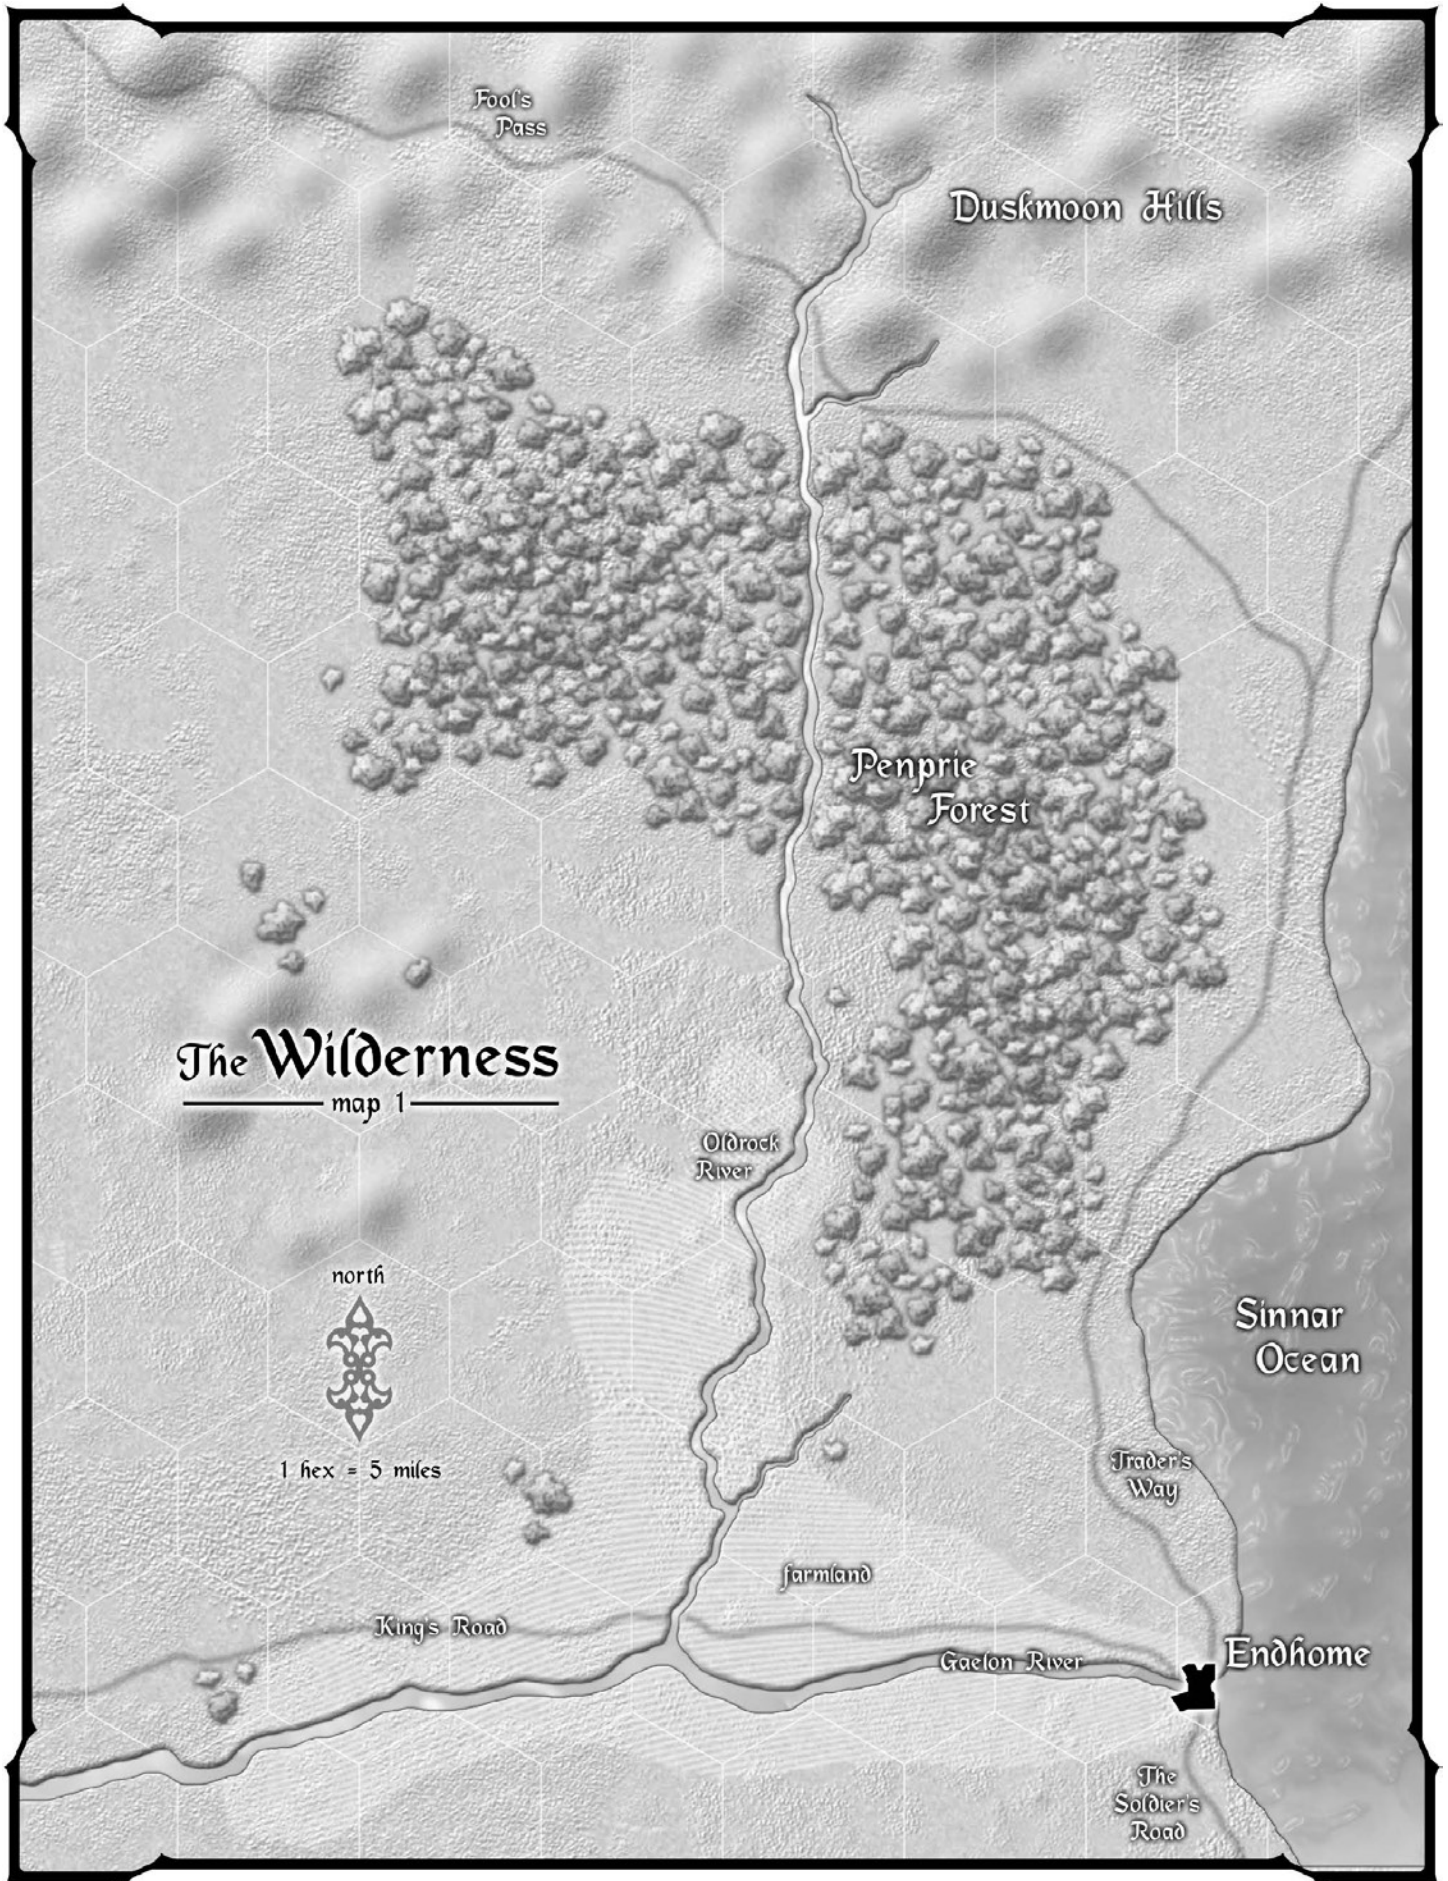 Fool's
Pass
Duskmoon Hills
Penprie
Forest
The Wilderness
map 1
Oldrock
River
north
Sinnar
Ocean
1 hex = 5 miles
Trader's
Way
farmland
King's Road
Gaelon River
Endhome
The
Soldier's
Road